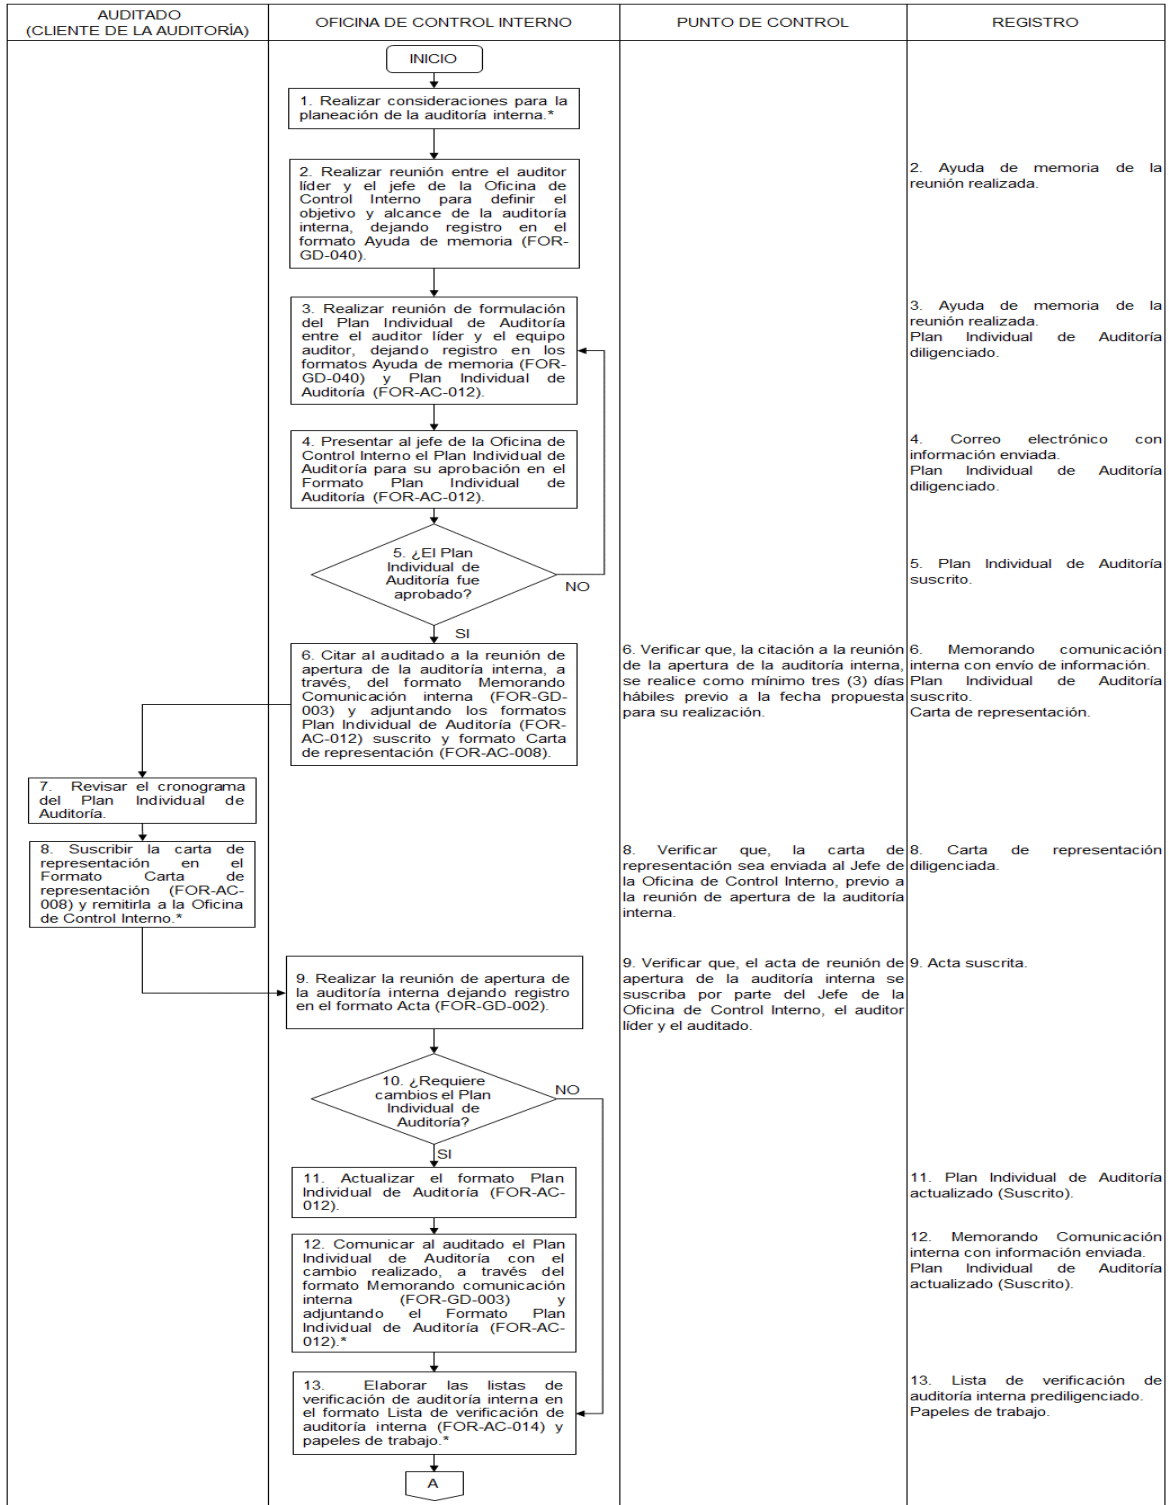 AUDITADO
(CLIENTE DE LA AUDITORÍA)
OFICINA DE CONTROL INTERNO
PUNTO DE CONTROL
REGISTRO
INICIO
1. Realizar consideraciones para la
planeación de la auditoría interna.*
2. Realizar reunión entre el auditor
líder y el jefe de la Oficina de
Control Interno para definir el
objetivo y alcance de la auditoría
interna, dejando registro en el
formato Ayuda de memoria (FOR-
GD-040).
2. Ayuda de memoria de la
reunión realizada.
3. Realizar reunión de formulación
del Plan Individual de Auditoría
entre el auditor líder y el equipo
auditor, dejando registro en los
formatos Ayuda de memoria (FOR-
GD-040) y Plan Individual de
Auditoría (FOR-AC-012).
3. Ayuda de memoria de la
reunión realizada.
Plan Individual de Auditoría
diligenciado.
4. Presentar al jefe de la Oficina de
Control Interno el Plan Individual de
Auditoría para su aprobación en el
Formato Plan Individual de
Auditoría (FOR-AC-012).
4. Correo electrónico con
información enviada.
Plan Individual de Auditoría
diligenciado.
5. ¿El Plan
Individual de
Auditoría fue
aprobado?
NO
SI
5. Plan Individual de Auditoría
suscrito.
6. Citar al auditado a la reunión de
apertura de la auditoría interna, a
través, del formato Memorando
Comunicación interna (FOR-GD-
003) y adjuntando los formatos
Plan Individual de Auditoría (FOR-
AC-012) suscrito y formato Carta
de representación (FOR-AC-008).
6. Verificar que, la citación a la reunión
de la apertura de la auditoría interna,
se realice como mínimo tres (3) días
hábiles previo a la fecha propuesta
para su realización.
6. Memorando comunicación
interna con envío de información.
Plan Individual de Auditoría
suscrito.
Carta de representación.
7. Revisar el cronograma
del Plan Individual de
Auditoría.
8. Suscribir la carta de
representación en el
Formato Carta de
representación (FOR-AC-
008) y remitirla a la Oficina
de Control Interno.*
8. Verificar que, la carta de
representación sea enviada al Jefe de
la Oficina de Control Interno, previo a
la reunión de apertura de la auditoría
interna.
8. Carta de representación
diligenciada.
9. Realizar la reunión de apertura de
la auditoría interna dejando registro
en el formato Acta (FOR-GD-002).
9. Verificar que, el acta de reunión de
apertura de la auditoría interna se
suscriba por parte del Jefe de la
Oficina de Control Interno, el auditor
líder y el auditado.
9. Acta suscrita.
10. ¿Requiere
cambios el Plan
Individual de
Auditoría?
NO
SI
11. Actualizar el formato Plan
Individual de Auditoría (FOR-AC-
012).
11. Plan Individual de Auditoría
actualizado (Suscrito).
12. Comunicar al auditado el Plan
Individual de Auditoría con el
cambio realizado, a través del
formato Memorando comunicación
interna (FOR-GD-003) y
adjuntando el Formato Plan
Individual de Auditoría (FOR-AC-
012).*
12. Memorando Comunicación
interna con información enviada.
Plan Individual de Auditoría
actualizado (Suscrito).
13. Elaborar las listas de
verificación de auditoría interna en
el formato Lista de verificación de
auditoría interna (FOR-AC-014) y
papeles de trabajo.*
13. Lista de verificación de
auditoría interna prediligenciado.
Papeles de trabajo.
A